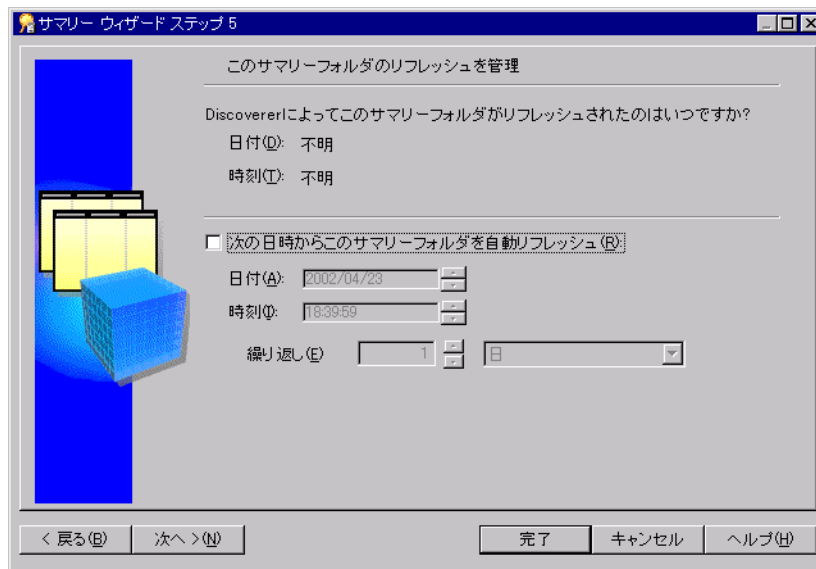 サマリー ウィザード ステップ 5
このサマリーフォルダのリフレッシュを管理
Discovererによってこのサマリーフォルダがリフレッシュされたのはいつですか?
日付(D): 不明
時刻(T): 不明
次の日時からこのサマリーフォルダを自動リフレッシュ(R):
日付(A): 2002/04/23
時刻(I): 18:39:59
繰り返し(E) 1 日
< 戻る(B) 次へ >(N) 完了 キャンセル ヘルプ(H)